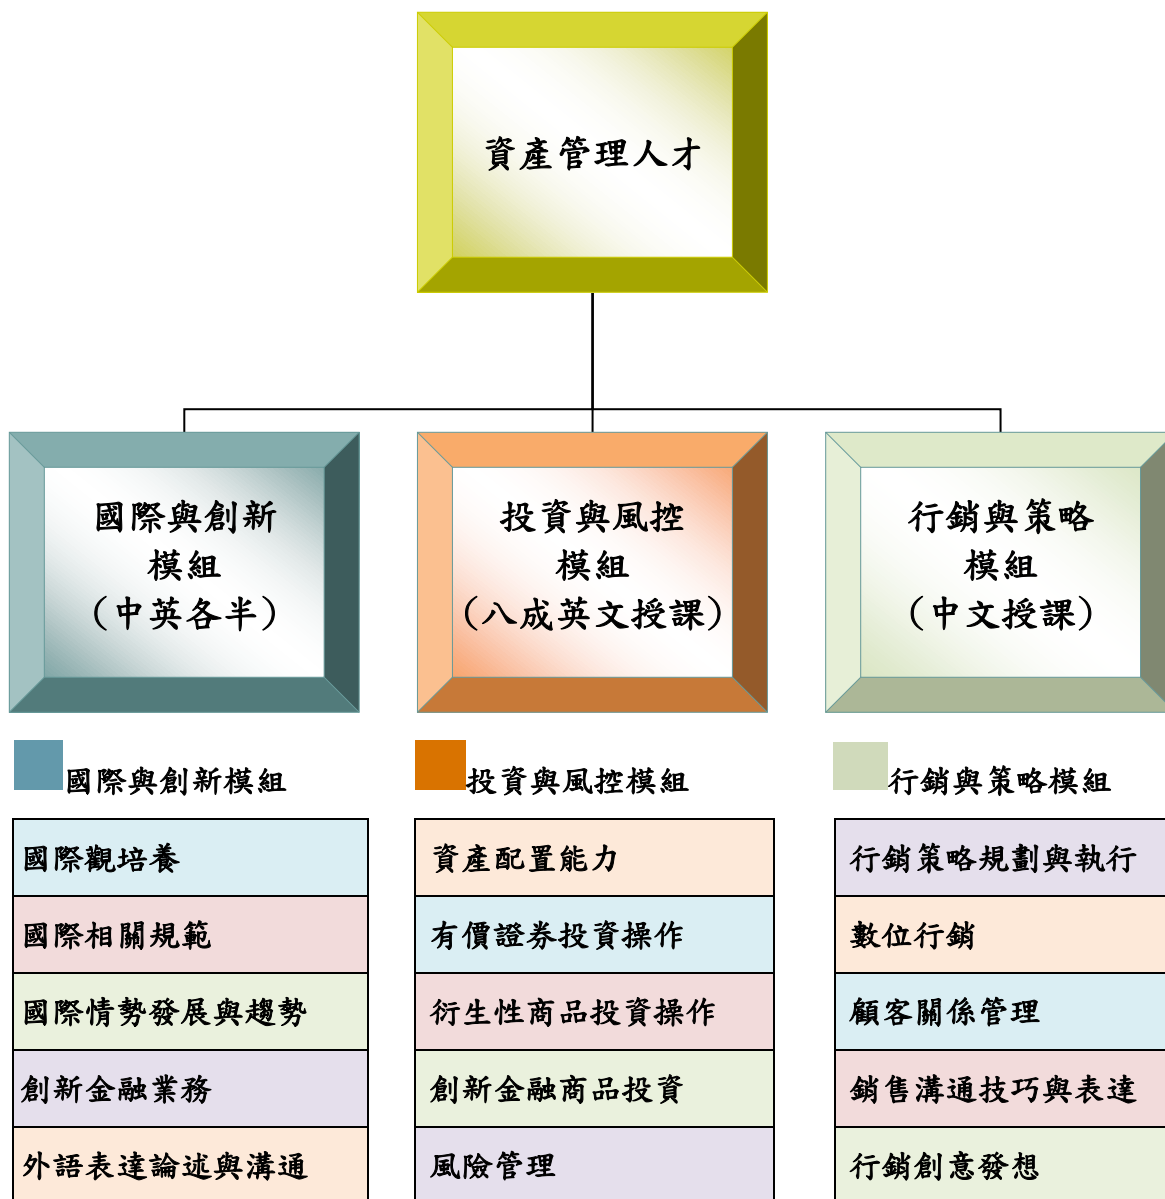 資產管理人才
國際與創新
模組
（中英各半）
投資與風控
模組
（八成英文授課）
行銷與策略
模組
（中文授課）
國際與創新模組
國際觀培養
國際相關規範
國際情勢發展與趨勢
創新金融業務
外語表達論述與溝通
投資與風控模組
資產配置能力
有價證券投資操作
衍生性商品投資操作
創新金融商品投資
風險管理
行銷與策略模組
行銷策略規劃與執行
數位行銷
顧客關係管理
銷售溝通技巧與表達
行銷創意發想